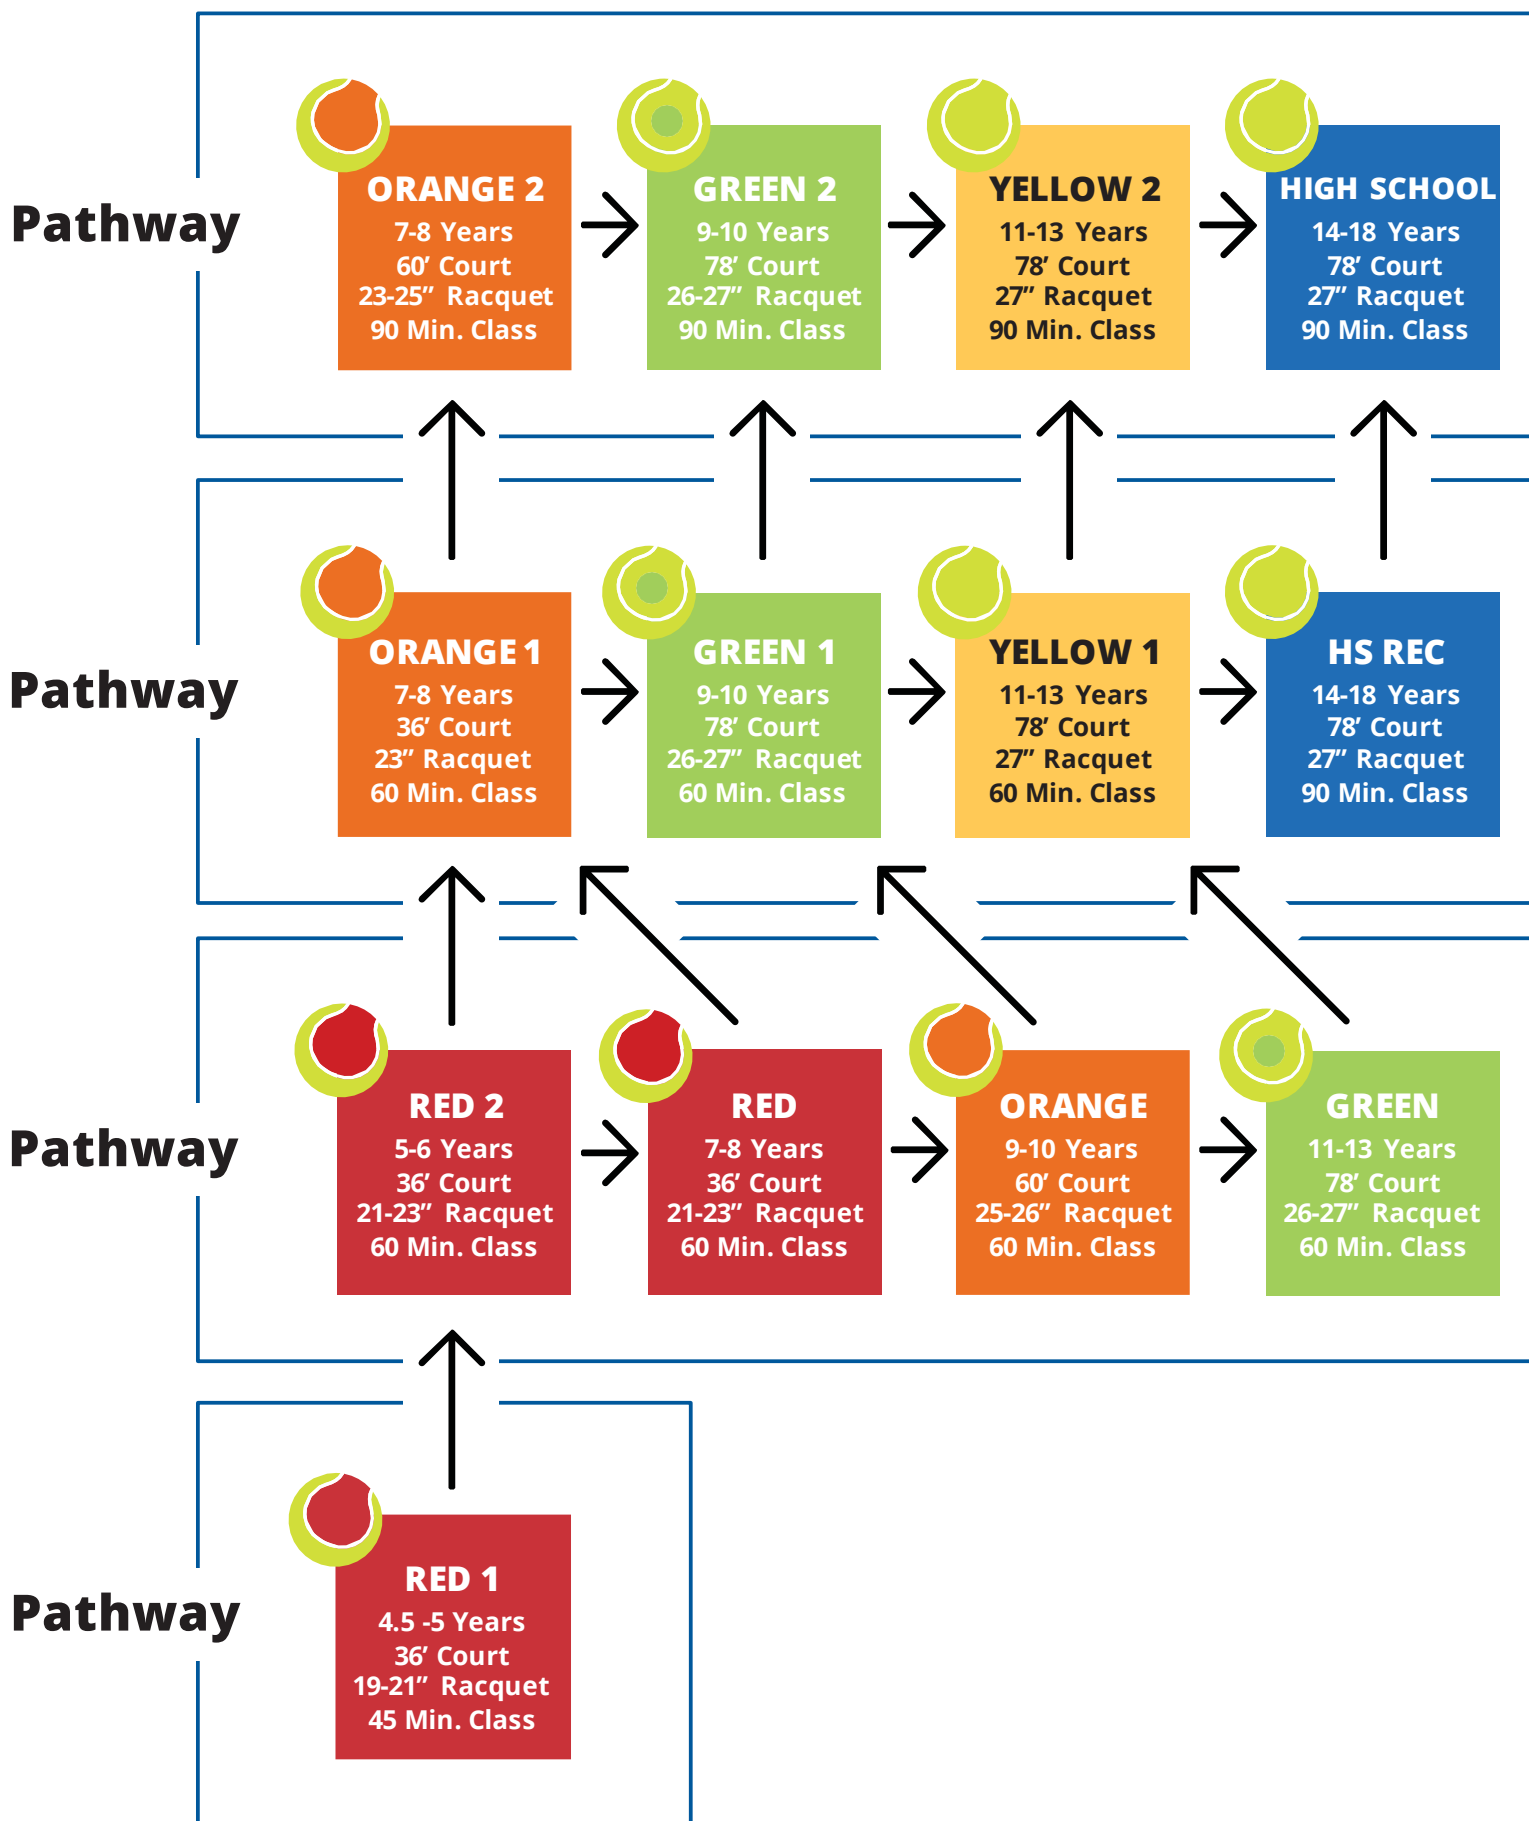 Pathway
ORANGE 2
7-8 Years
60’ Court
23-25” Racquet
90 Min. Class
GREEN 2
9-10 Years
78’ Court
26-27” Racquet
90 Min. Class
YELLOW 2
11-13 Years
78’ Court
27” Racquet
90 Min. Class
HIGH SCHOOL
14-18 Years
78’ Court
27” Racquet
90 Min. Class
Pathway
ORANGE 1
7-8 Years
36’ Court
23” Racquet
60 Min. Class
GREEN 1
9-10 Years
78’ Court
26-27” Racquet
60 Min. Class
YELLOW 1
11-13 Years
78’ Court
27” Racquet
60 Min. Class
HS REC
14-18 Years
78’ Court
27” Racquet
90 Min. Class
Pathway
RED 2
5-6 Years
36’ Court
21-23” Racquet
60 Min. Class
RED
7-8 Years
36’ Court
21-23” Racquet
60 Min. Class
ORANGE
9-10 Years
60’ Court
25-26” Racquet
60 Min. Class
GREEN
11-13 Years
78’ Court
26-27” Racquet
60 Min. Class
Pathway
RED 1
4.5 -5 Years
36’ Court
19-21” Racquet
45 Min. Class